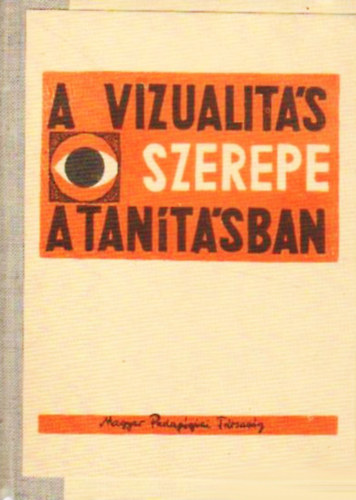 A VIZUALITÁS
SZEREPE
A TANÍTÁSBAN
Magyar Pedagógiai Társaság